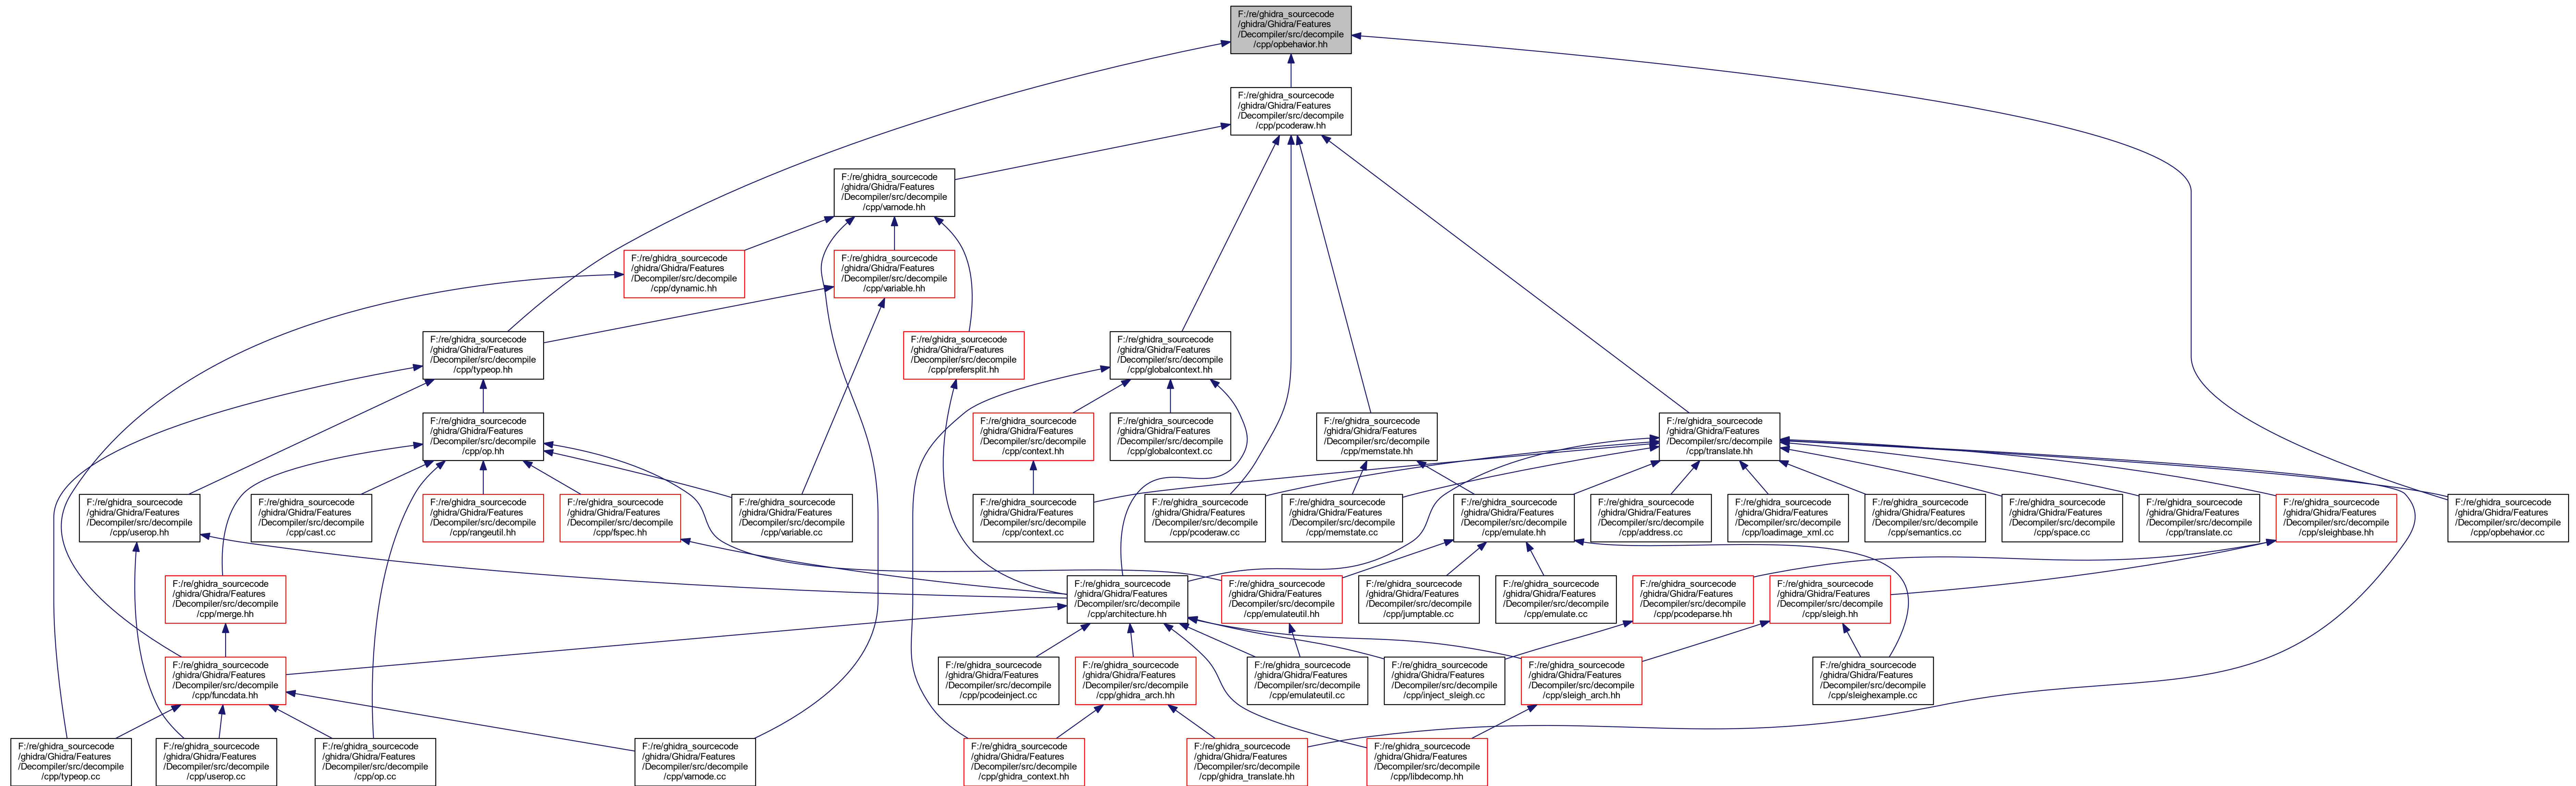 F:/re/ghidra_sourcecode
/ghidra/Ghidra/Features
/Decompiler/src/decompile
/cpp/opbehavior.hh
F:/re/ghidra_sourcecode
/ghidra/Ghidra/Features
/Decompiler/src/decompile
/cpp/pcoderaw.hh
F:/re/ghidra_sourcecode
/ghidra/Ghidra/Features
/Decompiler/src/decompile
/cpp/varnode.hh
F:/re/ghidra_sourcecode
/ghidra/Ghidra/Features
/Decompiler/src/decompile
/cpp/dynamic.hh
F:/re/ghidra_sourcecode
/ghidra/Ghidra/Features
/Decompiler/src/decompile
/cpp/variable.hh
F:/re/ghidra_sourcecode
/ghidra/Ghidra/Features
/Decompiler/src/decompile
/cpp/typeop.hh
F:/re/ghidra_sourcecode
/ghidra/Ghidra/Features
/Decompiler/src/decompile
/cpp/prefersplit.hh
F:/re/ghidra_sourcecode
/ghidra/Ghidra/Features
/Decompiler/src/decompile
/cpp/globalcontext.hh
F:/re/ghidra_sourcecode
/ghidra/Ghidra/Features
/Decompiler/src/decompile
/cpp/op.hh
F:/re/ghidra_sourcecode
/ghidra/Ghidra/Features
/Decompiler/src/decompile
/cpp/context.hh
F:/re/ghidra_sourcecode
/ghidra/Ghidra/Features
/Decompiler/src/decompile
/cpp/globalcontext.cc
F:/re/ghidra_sourcecode
/ghidra/Ghidra/Features
/Decompiler/src/decompile
/cpp/memstate.hh
F:/re/ghidra_sourcecode
/ghidra/Ghidra/Features
/Decompiler/src/decompile
/cpp/translate.hh
F:/re/ghidra_sourcecode
/ghidra/Ghidra/Features
/Decompiler/src/decompile
/cpp/userop.hh
F:/re/ghidra_sourcecode
/ghidra/Ghidra/Features
/Decompiler/src/decompile
/cpp/cast.cc
F:/re/ghidra_sourcecode
/ghidra/Ghidra/Features
/Decompiler/src/decompile
/cpp/rangeutil.hh
F:/re/ghidra_sourcecode
/ghidra/Ghidra/Features
/Decompiler/src/decompile
/cpp/fspec.hh
F:/re/ghidra_sourcecode
/ghidra/Ghidra/Features
/Decompiler/src/decompile
/cpp/variable.cc
F:/re/ghidra_sourcecode
/ghidra/Ghidra/Features
/Decompiler/src/decompile
/cpp/context.cc
F:/re/ghidra_sourcecode
/ghidra/Ghidra/Features
/Decompiler/src/decompile
/cpp/pcoderaw.cc
F:/re/ghidra_sourcecode
/ghidra/Ghidra/Features
/Decompiler/src/decompile
/cpp/memstate.cc
F:/re/ghidra_sourcecode
/ghidra/Ghidra/Features
/Decompiler/src/decompile
/cpp/emulate.hh
F:/re/ghidra_sourcecode
/ghidra/Ghidra/Features
/Decompiler/src/decompile
/cpp/address.cc
F:/re/ghidra_sourcecode
/ghidra/Ghidra/Features
/Decompiler/src/decompile
/cpp/loadimage_xml.cc
F:/re/ghidra_sourcecode
/ghidra/Ghidra/Features
/Decompiler/src/decompile
/cpp/semantics.cc
F:/re/ghidra_sourcecode
/ghidra/Ghidra/Features
/Decompiler/src/decompile
/cpp/space.cc
F:/re/ghidra_sourcecode
/ghidra/Ghidra/Features
/Decompiler/src/decompile
/cpp/translate.cc
F:/re/ghidra_sourcecode
/ghidra/Ghidra/Features
/Decompiler/src/decompile
/cpp/sleighbase.hh
F:/re/ghidra_sourcecode
/ghidra/Ghidra/Features
/Decompiler/src/decompile
/cpp/opbehavior.cc
F:/re/ghidra_sourcecode
/ghidra/Ghidra/Features
/Decompiler/src/decompile
/cpp/merge.hh
F:/re/ghidra_sourcecode
/ghidra/Ghidra/Features
/Decompiler/src/decompile
/cpp/architecture.hh
F:/re/ghidra_sourcecode
/ghidra/Ghidra/Features
/Decompiler/src/decompile
/cpp/emulateutil.hh
F:/re/ghidra_sourcecode
/ghidra/Ghidra/Features
/Decompiler/src/decompile
/cpp/jumptable.cc
F:/re/ghidra_sourcecode
/ghidra/Ghidra/Features
/Decompiler/src/decompile
/cpp/emulate.cc
F:/re/ghidra_sourcecode
/ghidra/Ghidra/Features
/Decompiler/src/decompile
/cpp/pcodeparse.hh
F:/re/ghidra_sourcecode
/ghidra/Ghidra/Features
/Decompiler/src/decompile
/cpp/sleigh.hh
F:/re/ghidra_sourcecode
/ghidra/Ghidra/Features
/Decompiler/src/decompile
/cpp/funcdata.hh
F:/re/ghidra_sourcecode
/ghidra/Ghidra/Features
/Decompiler/src/decompile
/cpp/pcodeinject.cc
F:/re/ghidra_sourcecode
/ghidra/Ghidra/Features
/Decompiler/src/decompile
/cpp/ghidra_arch.hh
F:/re/ghidra_sourcecode
/ghidra/Ghidra/Features
/Decompiler/src/decompile
/cpp/emulateutil.cc
F:/re/ghidra_sourcecode
/ghidra/Ghidra/Features
/Decompiler/src/decompile
/cpp/inject_sleigh.cc
F:/re/ghidra_sourcecode
/ghidra/Ghidra/Features
/Decompiler/src/decompile
/cpp/sleigh_arch.hh
F:/re/ghidra_sourcecode
/ghidra/Ghidra/Features
/Decompiler/src/decompile
/cpp/sleighexample.cc
F:/re/ghidra_sourcecode
/ghidra/Ghidra/Features
/Decompiler/src/decompile
/cpp/typeop.cc
F:/re/ghidra_sourcecode
/ghidra/Ghidra/Features
/Decompiler/src/decompile
/cpp/userop.cc
F:/re/ghidra_sourcecode
/ghidra/Ghidra/Features
/Decompiler/src/decompile
/cpp/op.cc
F:/re/ghidra_sourcecode
/ghidra/Ghidra/Features
/Decompiler/src/decompile
/cpp/varnode.cc
F:/re/ghidra_sourcecode
/ghidra/Ghidra/Features
/Decompiler/src/decompile
/cpp/ghidra_context.hh
F:/re/ghidra_sourcecode
/ghidra/Ghidra/Features
/Decompiler/src/decompile
/cpp/ghidra_translate.hh
F:/re/ghidra_sourcecode
/ghidra/Ghidra/Features
/Decompiler/src/decompile
/cpp/libdecomp.hh